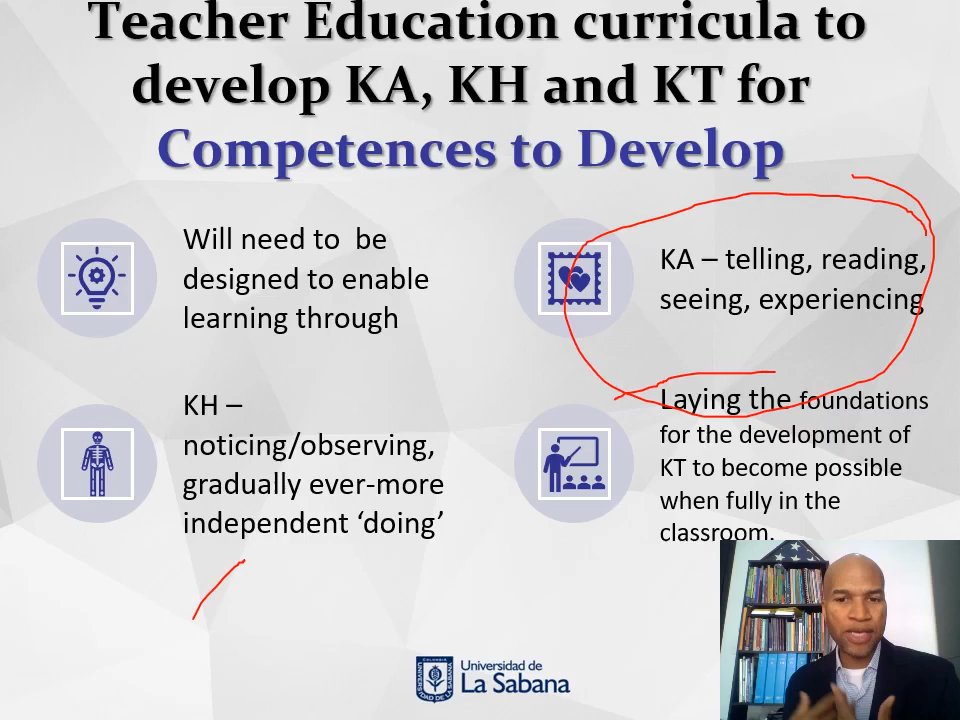 Teacher Education curricula to
develop KA, KH and KT for
Competences to Develop
Will need to be
designed to enable
learning through
KA – telling, reading,
seeing, experiencing
KH –
noticing/observing,
gradually ever-more
independent ‘doing’
Laying the foundations
for the development of
KT to become possible
when fully in the
classroom.
Universidad de
La Sabana